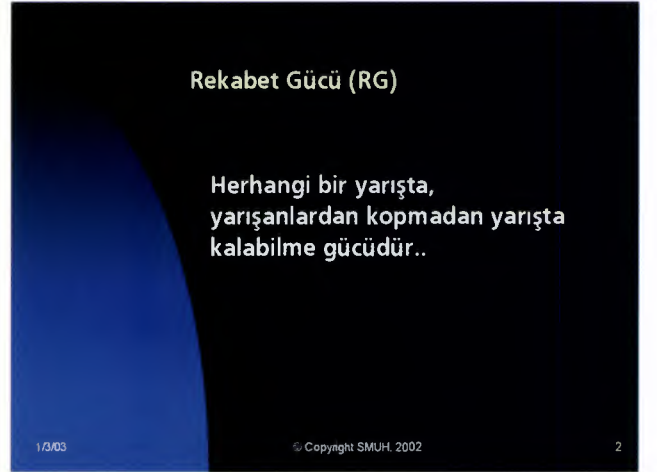 Rekabet Gücü (RG)
Herhangi bir yarışta,
yarışanlardan kopmadan yarışta
kalabilme gücüdür..
1/3/03
© Copyright SMUH, 2002
2